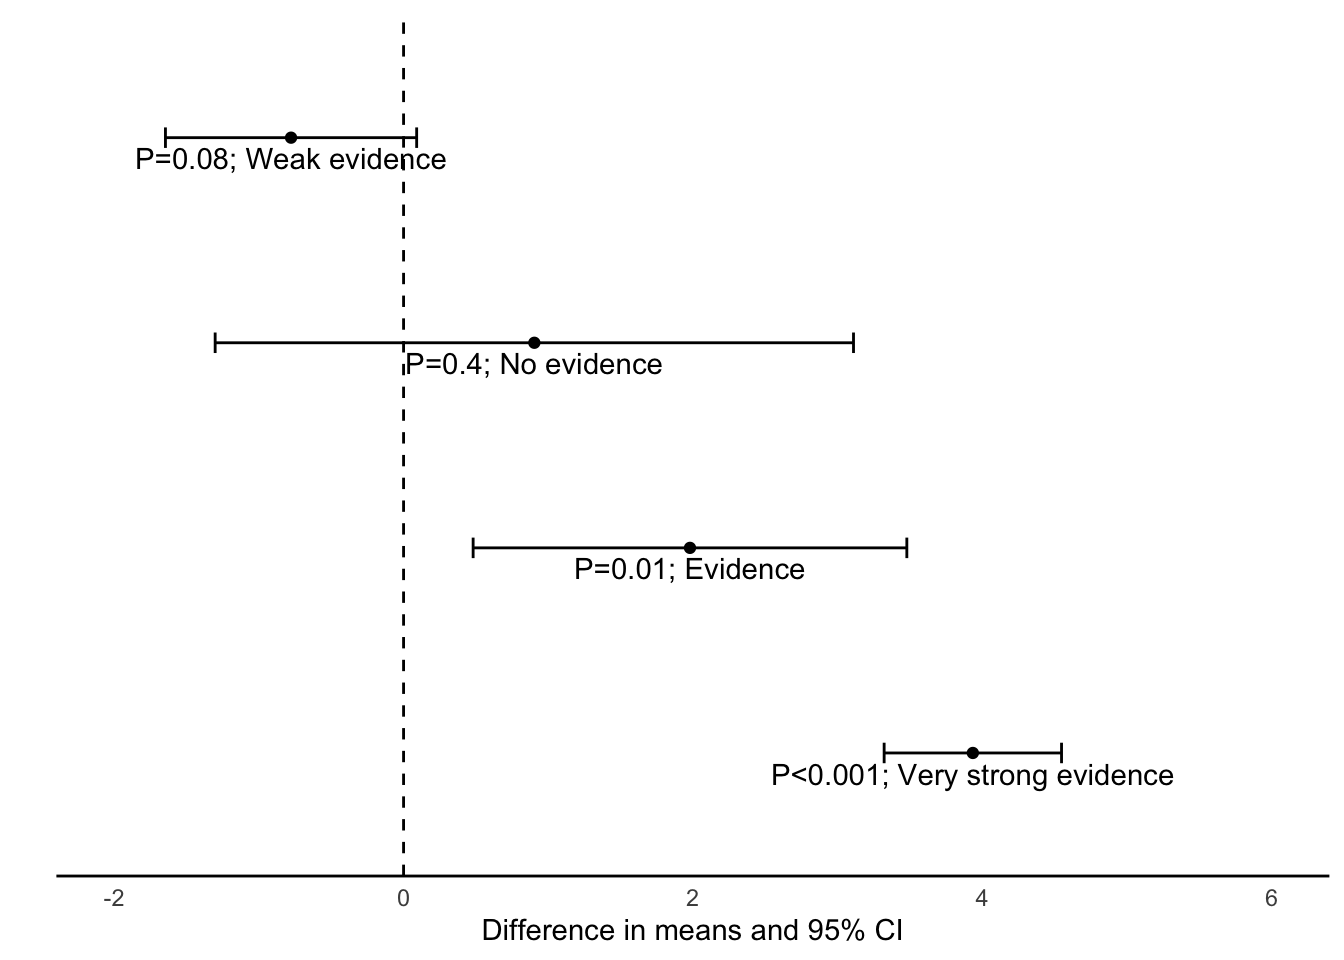 P=0.08; Weak evidence
P=0.4; No evidence
P=0.01; Evidence
P<0.001; Very strong evidence
-2 0 2 4 6
Difference in means and 95% CI